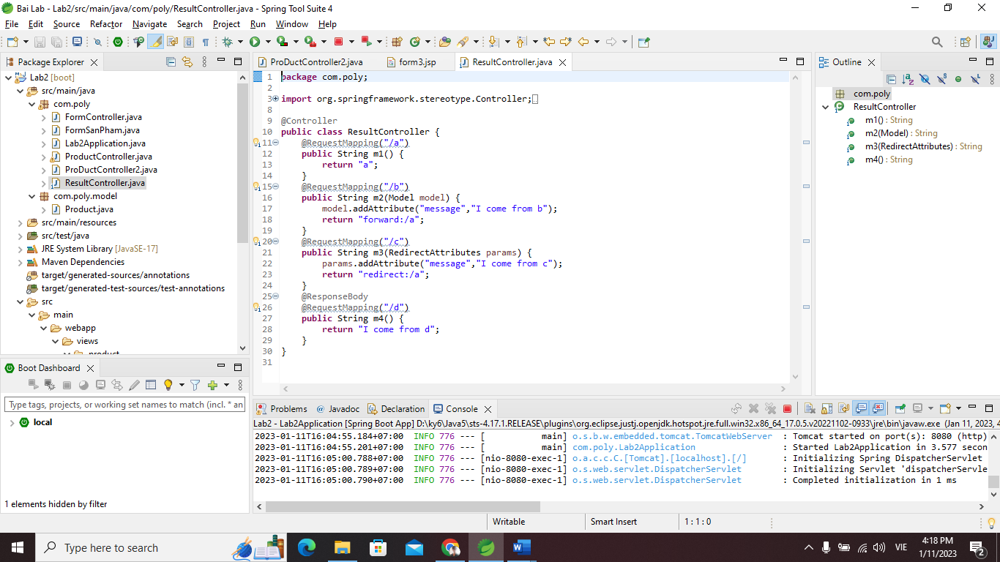 Bai Lab - Lab2/src/main/java/com/poly/ResultController.java - Spring Tool Suite 4
File Edit Source Refactor Navigate Search Project Run Window Help
Package Explorer
Lab2 [boot]
src/main/java
com.poly
FormController.java
FormSanPham.java
Lab2Application.java
ProductController.java
ProDuctController2.java
ResultController.java
com.poly.model
Product.java
src/main/resources
src/test/java
JRE System Library [JavaSE-17]
Maven Dependencies
target/generated-sources/annotations
target/generated-test-sources/test-annotations
src
main
webapp
views
product
Boot Dashboard
Type tags, projects, or working set names to match (incl. * an
local
1 elements hidden by filter
ProDuctController2.java form3.jsp ResultController.java
1 package com.poly;
2
3 import org.springframework.stereotype.Controller;
8
9 @Controller
10 public class ResultController {
11 @RequestMapping("/a")
12 public String m1() {
13 return "a";
14 }
15 @RequestMapping("/b")
16 public String m2(Model model) {
17 model.addAttribute("message","I come from b");
18 return "forward:/a";
19 }
20 @RequestMapping("/c")
21 public String m3(RedirectAttributes params) {
22 params.addAttribute("message","I come from c");
23 return "redirect:/a";
24 }
25 @ResponseBody
26 @RequestMapping("/d")
27 public String m4() {
28 return "I come from d";
29 }
30 }
31
Outline
com.poly
ResultController
m1() : String
m2(Model) : String
m3(RedirectAttributes) : String
m4() : String
Problems @ Javadoc Declaration Console
Lab2 - Lab2Application [Spring Boot App] D:\ky6\Java5\sts-4.17.1.RELEASE\plugins\org.eclipse.justj.openjdk.hotspot.jre.full.win32.x86_64_17.0.5.v20221102-0933\jre\bin\javaw.exe (Jan 11, 2023, 4
2023-01-11T16:04:55.184+07:00 INFO 776 --- [ main] o.s.b.w.embedded.tomcat.TomcatWebServer : Tomcat started on port(s): 8080 (http)
2023-01-11T16:04:55.201+07:00 INFO 776 --- [ main] com.poly.Lab2Application : Started Lab2Application in 3.577 secon
2023-01-11T16:05:00.788+07:00 INFO 776 --- [nio-8080-exec-1] o.a.c.c.C.[Tomcat].[localhost].[/] : Initializing Spring DispatcherServlet
2023-01-11T16:05:00.789+07:00 INFO 776 --- [nio-8080-exec-1] o.s.web.servlet.DispatcherServlet : Initializing Servlet 'dispatcherServle
2023-01-11T16:05:00.790+07:00 INFO 776 --- [nio-8080-exec-1] o.s.web.servlet.DispatcherServlet : Completed initialization in 1 ms
Writable Smart Insert 1 : 1 : 0
Type here to search
VIE
4:18 PM
1/11/2023
2